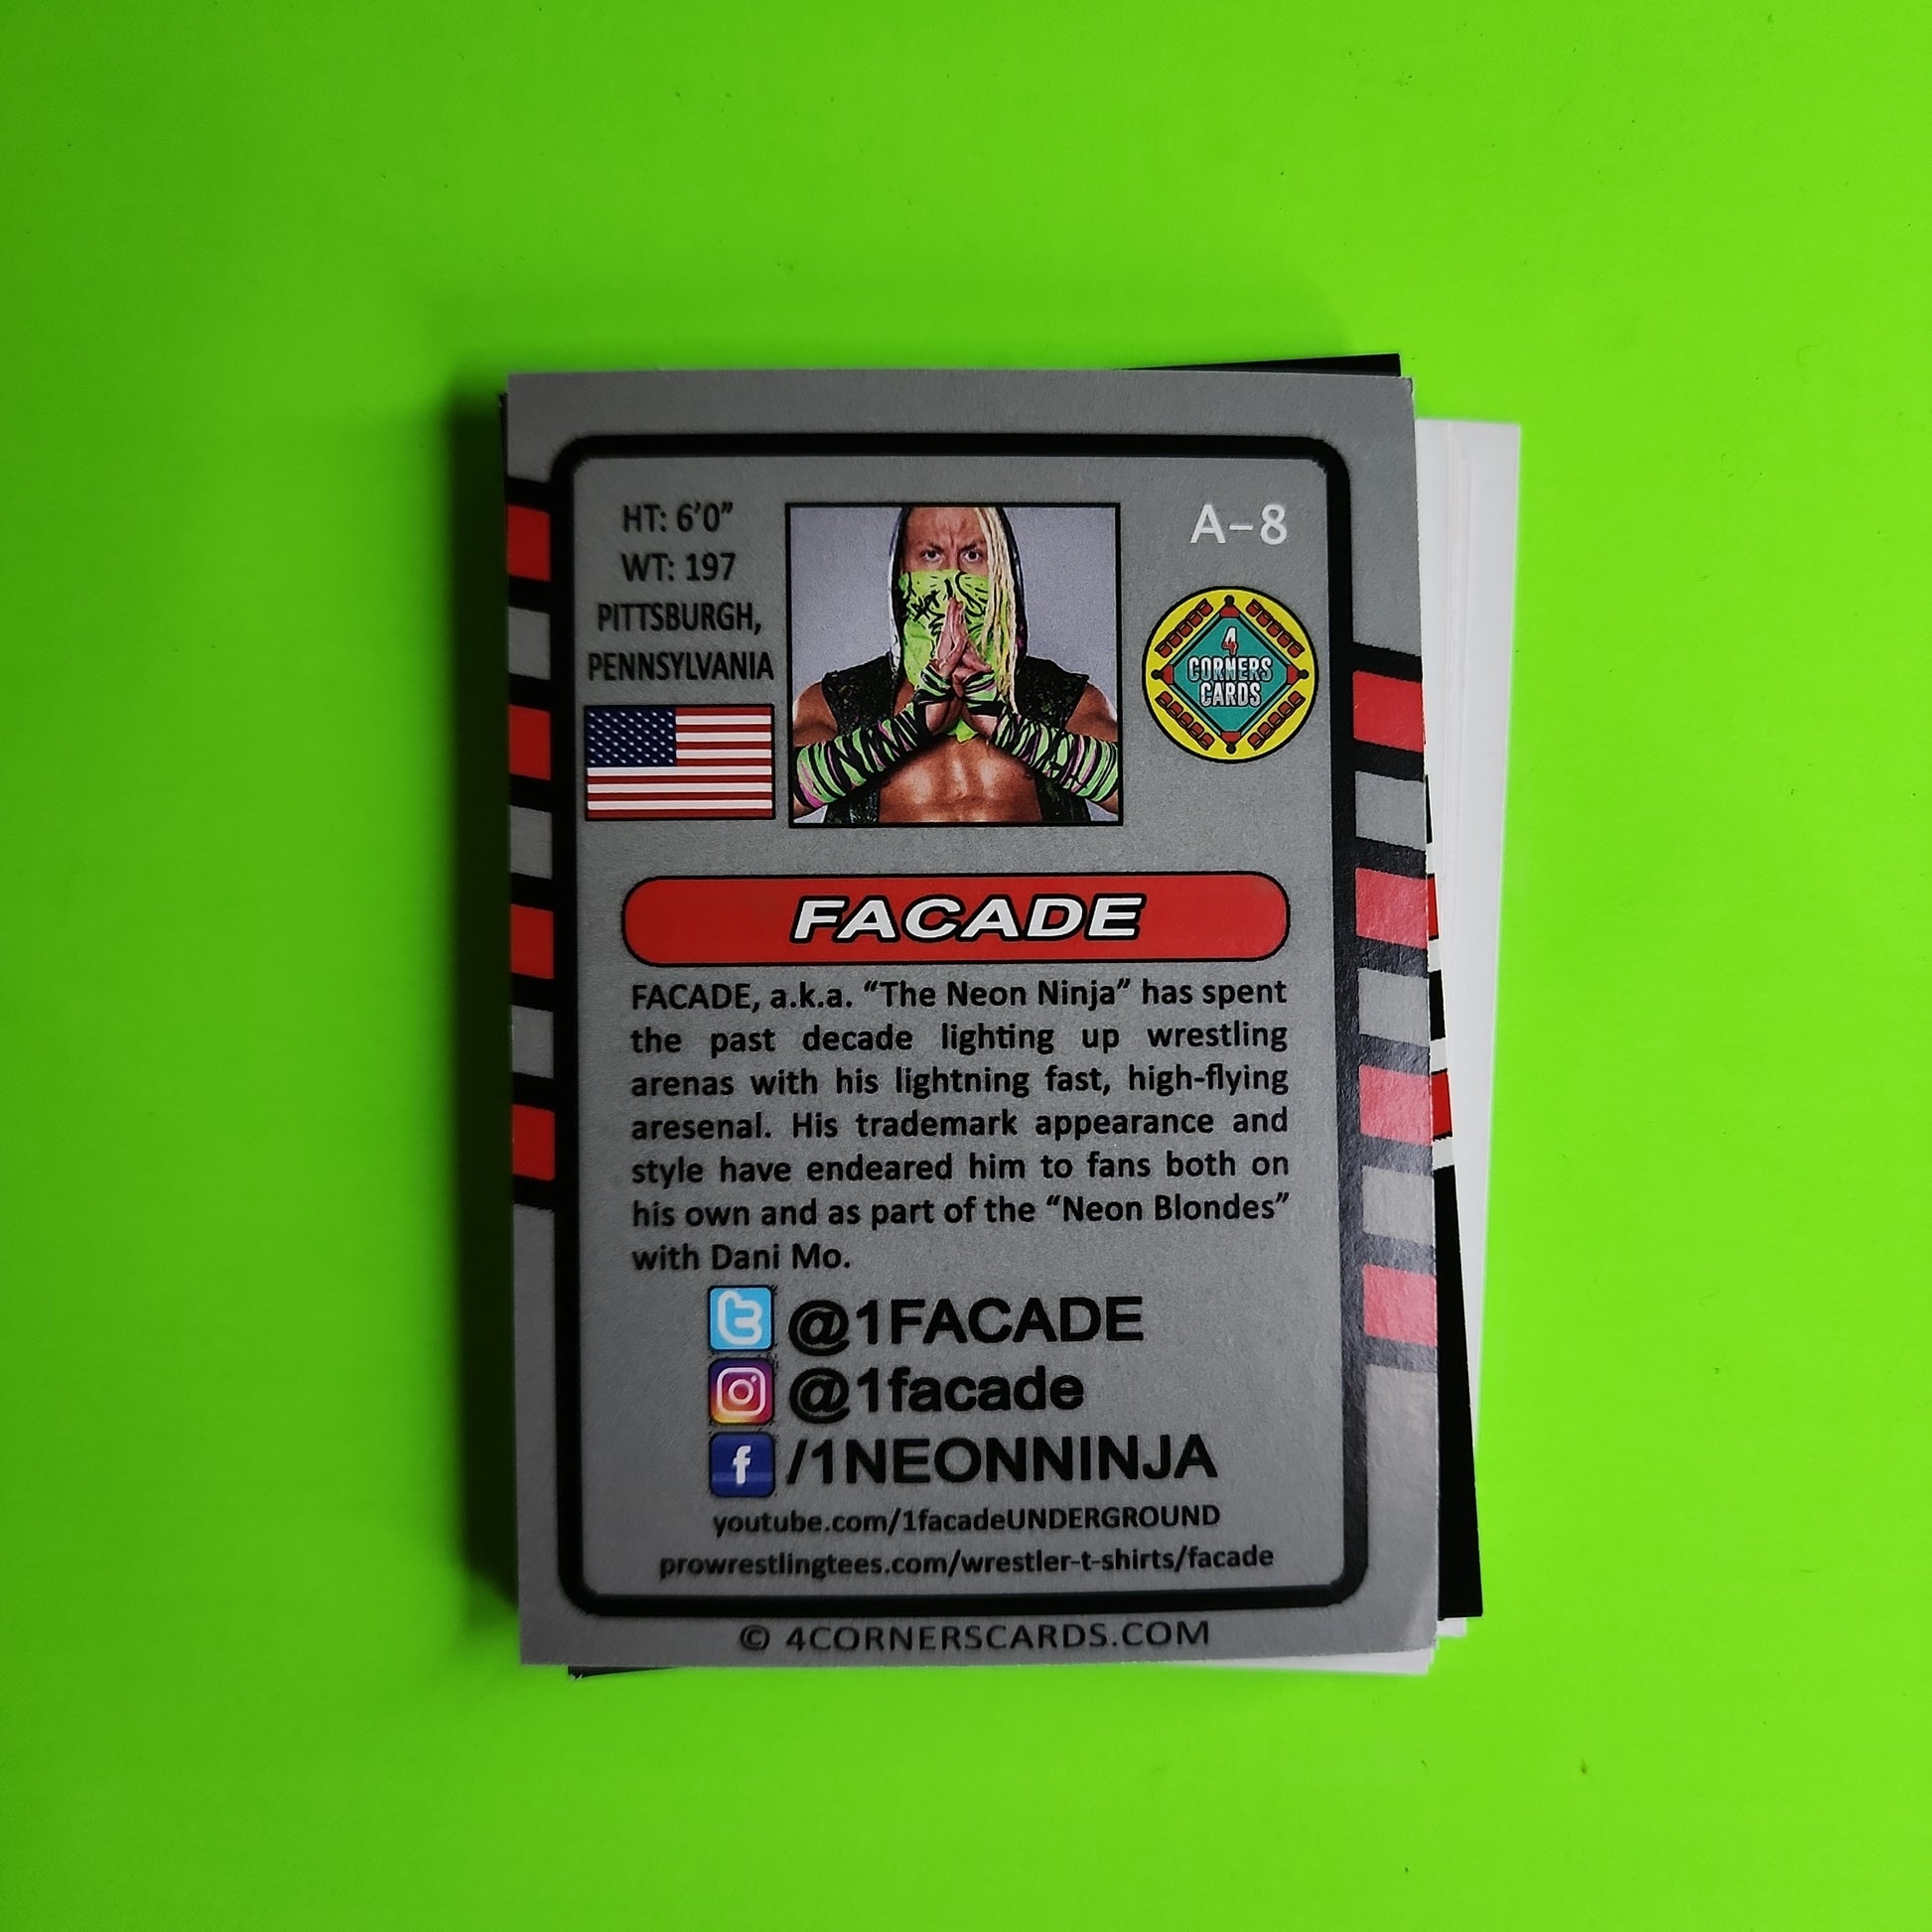 HT: 6’0”
WT: 197
PITTSBURGH,
PENNSYLVANIA
A-8
4
CORNERS
CARDS
FACADE
FACADE, a.k.a. “The Neon Ninja” has spent
the past decade lighting up wrestling
arenas with his lightning fast, high-flying
aresenal. His trademark appearance and
style have endeared him to fans both on
his own and as part of the “Neon Blondes”
with Dani Mo.
@1FACADE
@1facade
/1NEONNINJA
youtube.com/1facadeUNDERGROUND
prowrestlingtees.com/wrestler-t-shirts/facade
© 4CORNERSCARDS.COM